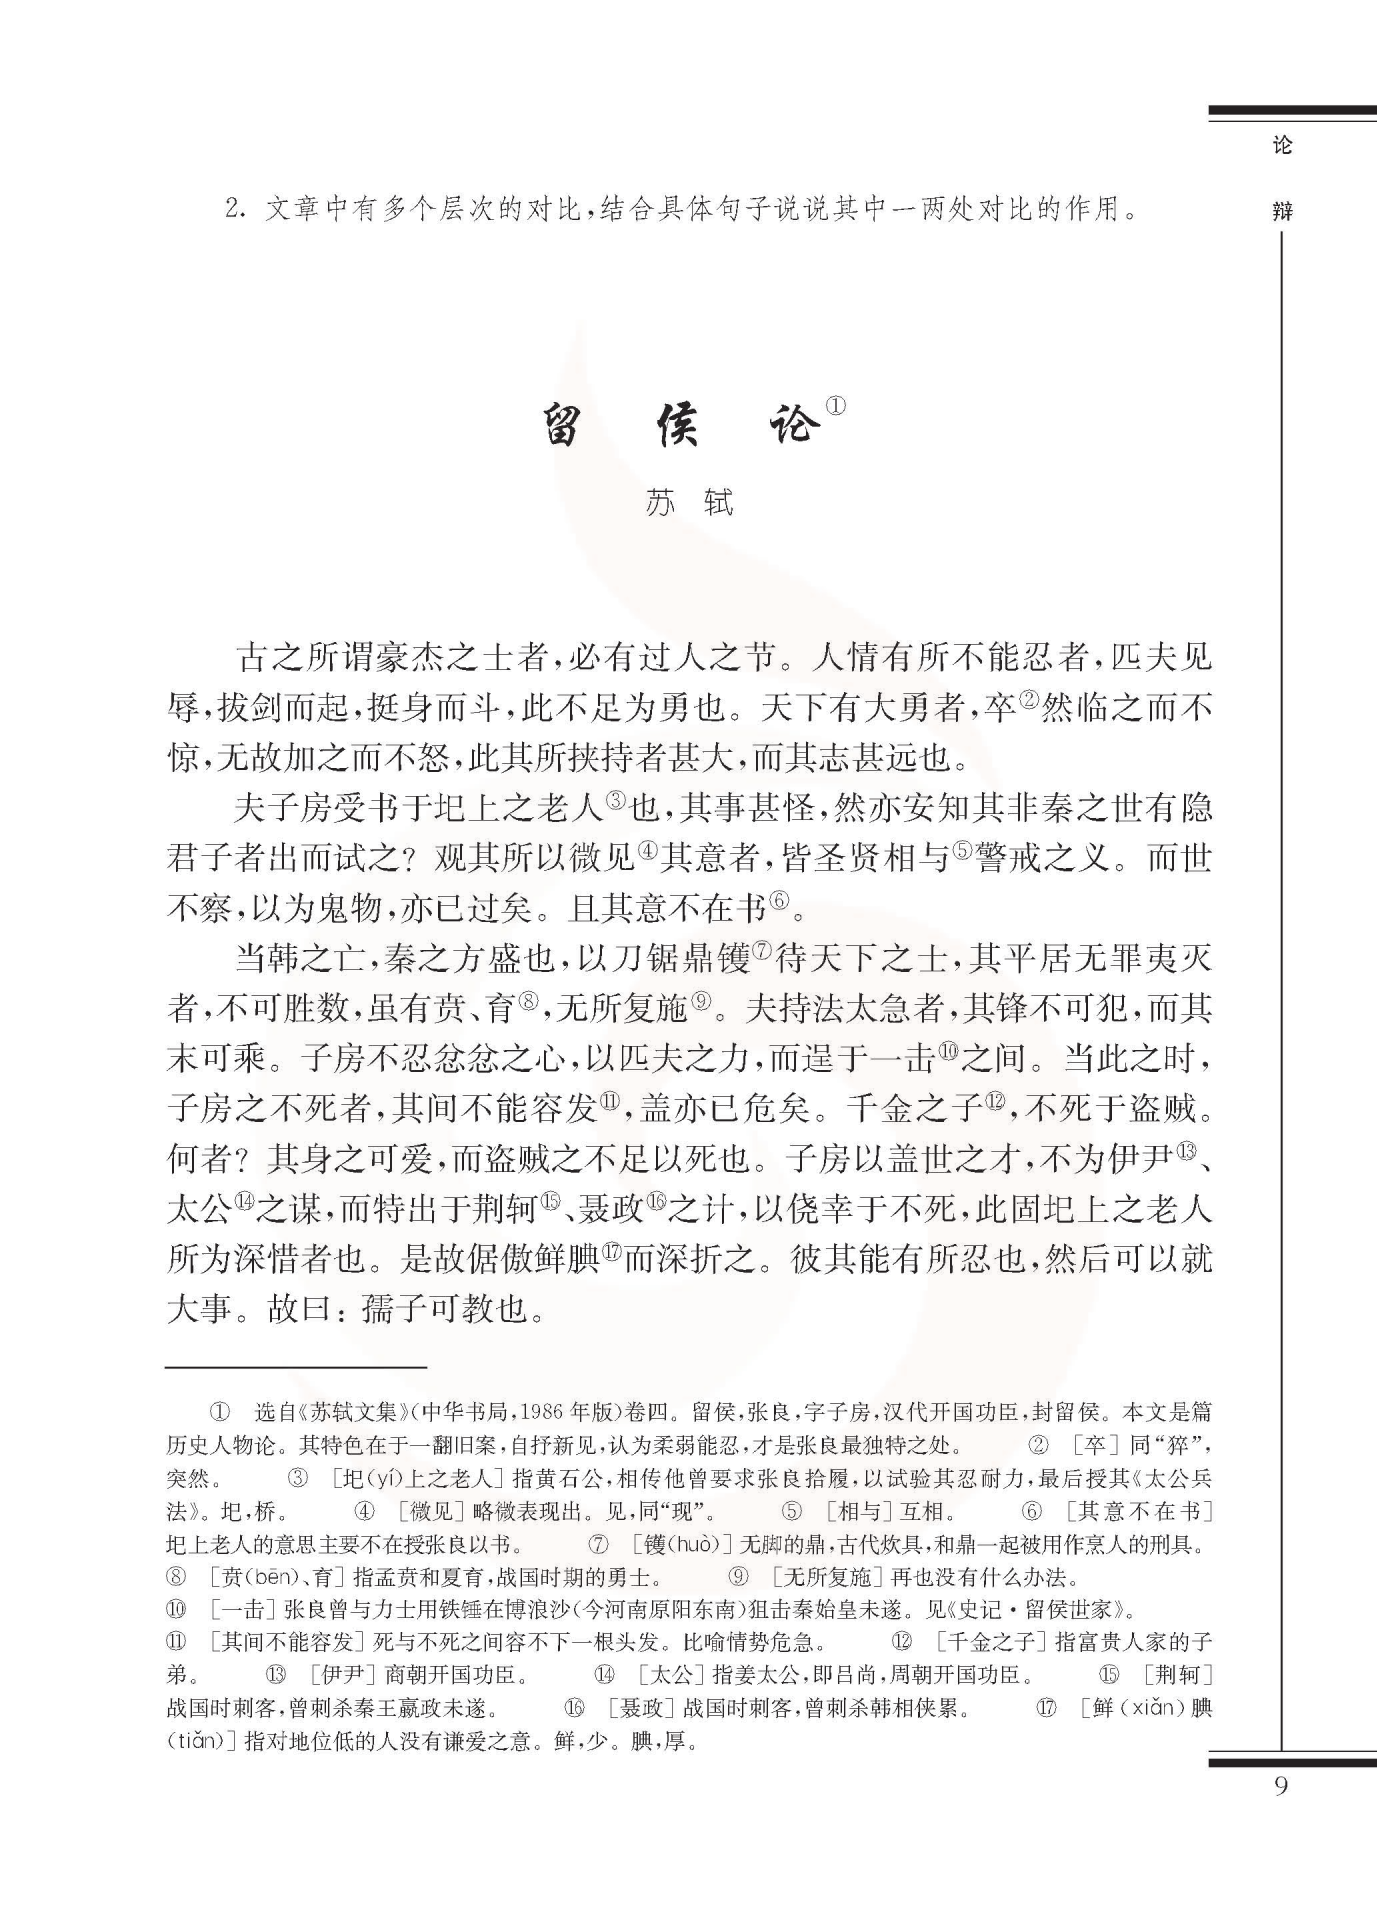 论
辩
2. 文章中有多个层次的对比,结合具体句子说说其中一两处对比的作用。
留侯论①
苏轼
古之所谓豪杰之士者,必有过人之节。人情有所不能忍者,匹夫见
辱,拔剑而起,挺身而斗,此不足为勇也。天下有大勇者,卒②然临之而不
惊,无故加之而不怒,此其所挟持者甚大,而其志甚远也。
夫子房受书于圯上之老人③也,其事甚怪,然亦安知其非秦之世有隐
君子者出而试之?观其所以微见④其意者,皆圣贤相与⑤警戒之义。而世
不察,以为鬼物,亦已过矣。且其意不在书⑥。
当韩之亡,秦之方盛也,以刀锯鼎镬⑦待天下之士,其平居无罪夷灭
者,不可胜数,虽有贲、育⑧,无所复施⑨。夫持法太急者,其锋不可犯,而其
末可乘。子房不忍忿忿之心,以匹夫之力,而逞于一击⑩之间。当此之时,
子房之不死者,其间不能容发⑪,盖亦已危矣。千金之子⑫,不死于盗贼。
何者?其身之可爱,而盗贼之不足以死也。子房以盖世之才,不为伊尹⑬、
太公⑭之谋,而特出于荆轲⑮、聂政⑯之计,以侥幸于不死,此固圯上之老人
所为深惜者也。是故倨傲鲜腆⑰而深折之。彼其能有所忍也,然后可以就
大事。故曰:孺子可教也。
① 选自《苏轼文集》(中华书局,1986年版)卷四。留侯,张良,字子房,汉代开国功臣,封留侯。本文是篇
历史人物论。其特色在于一翻旧案,自抒新见,认为柔弱能忍,才是张良最独特之处。 ② [卒]同“猝”,
突然。 ③ [圯(yí)上之老人]指黄石公,相传他曾要求张良拾履,以试验其忍耐力,最后授其《太公兵
法》。圯,桥。 ④ [微见]略微表现出。见,同“现”。 ⑤ [相与]互相。 ⑥ [其意不在书]
圯上老人的意思主要不在授张良以书。 ⑦ [镬(huò)]无脚的鼎,古代炊具,和鼎一起被用作烹人的刑具。
⑧ [贲(bēn)、育]指孟贲和夏育,战国时期的勇士。 ⑨ [无所复施]再也没有什么办法。
⑩ [一击]张良曾与力士用铁锤在博浪沙(今河南原阳东南)狙击秦始皇未遂。见《史记·留侯世家》。
⑪ [其间不能容发]死与不死之间容不下一根头发。比喻情势危急。 ⑫ [千金之子]指富贵人家的子
弟。 ⑬ [伊尹]商朝开国功臣。 ⑭ [太公]指姜太公,即吕尚,周朝开国功臣。 ⑮ [荆轲]
战国时刺客,曾刺杀秦王嬴政未遂。 ⑯ [聂政]战国时刺客,曾刺杀韩相侠累。 ⑰ [鲜(xiǎn)腆
(tiǎn)]指对地位低的人没有谦爱之意。鲜,少。腆,厚。
9